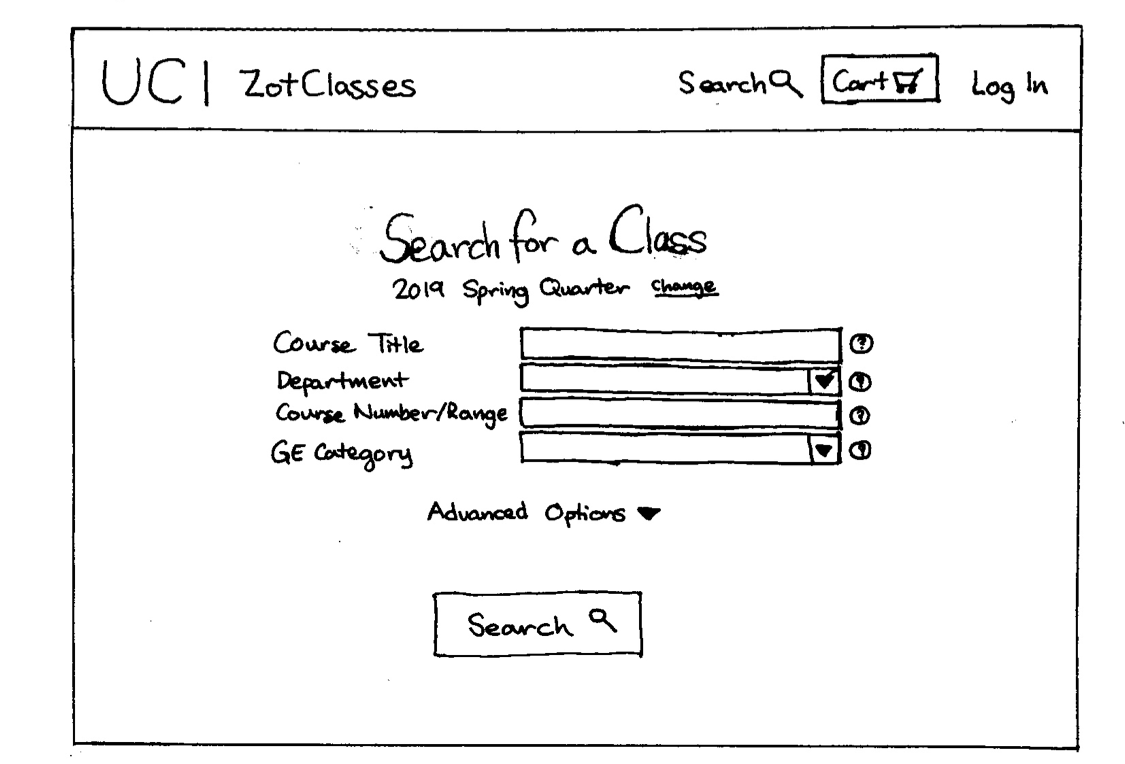 UCI ZotClasses Search Cart Log In
Search for a Class
2019 Spring Quarter change
Course Title ?
Department ?
Course Number/Range ?
GE Category ?
Advanced Options
Search